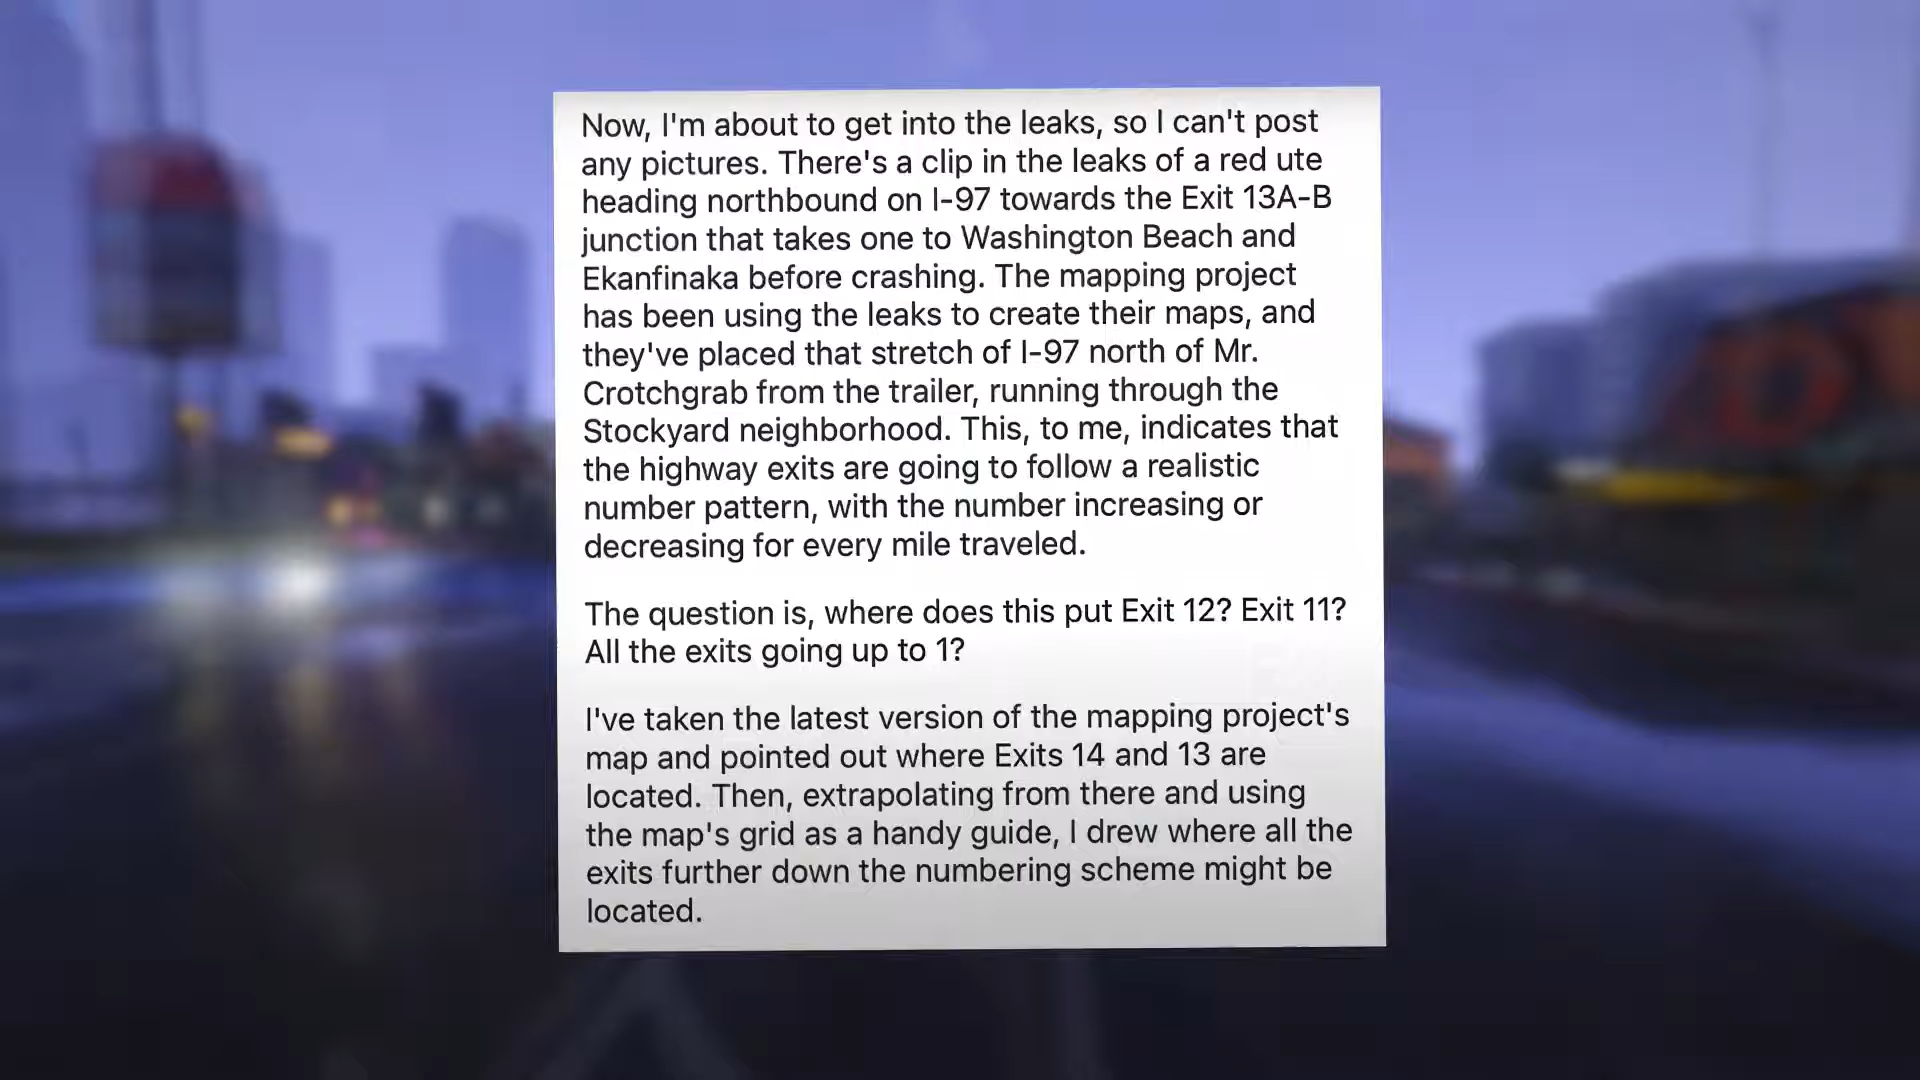 Now, I'm about to get into the leaks, so I can't post
any pictures. There's a clip in the leaks of a red ute
heading northbound on I-97 towards the Exit 13A-B
junction that takes one to Washington Beach and
Ekanfinaka before crashing. The mapping project
has been using the leaks to create their maps, and
they've placed that stretch of I-97 north of Mr.
Crotchgrab from the trailer, running through the
Stockyard neighborhood. This, to me, indicates that
the highway exits are going to follow a realistic
number pattern, with the number increasing or
decreasing for every mile traveled.
The question is, where does this put Exit 12? Exit 11?
All the exits going up to 1?
I've taken the latest version of the mapping project's
map and pointed out where Exits 14 and 13 are
located. Then, extrapolating from there and using
the map's grid as a handy guide, I drew where all the
exits further down the numbering scheme might be
located.